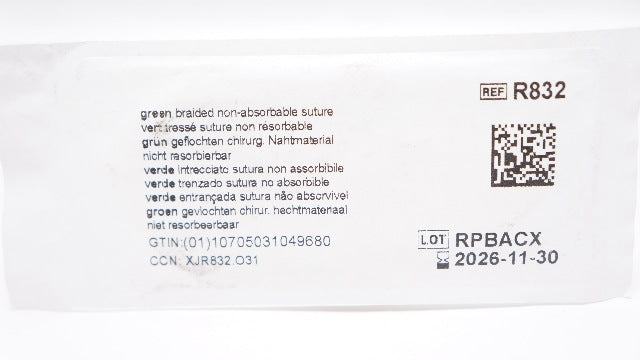 REF R832
green braided non-absorbable suture
vert tressé suture non résorbable
grün geflochten chirurg. Nahtmaterial
nicht resorbierbar
verde intrecciato sutura non assorbibile
verde trenzado sutura no absorbible
verde entrançada sutura não absorvível
groen gevlochten chirur. hechtmateriaal
niet resorbeerbaar
GTIN:(01)10705031049680
CCN: XJR832.O31
LOT RPBACX
2026-11-30